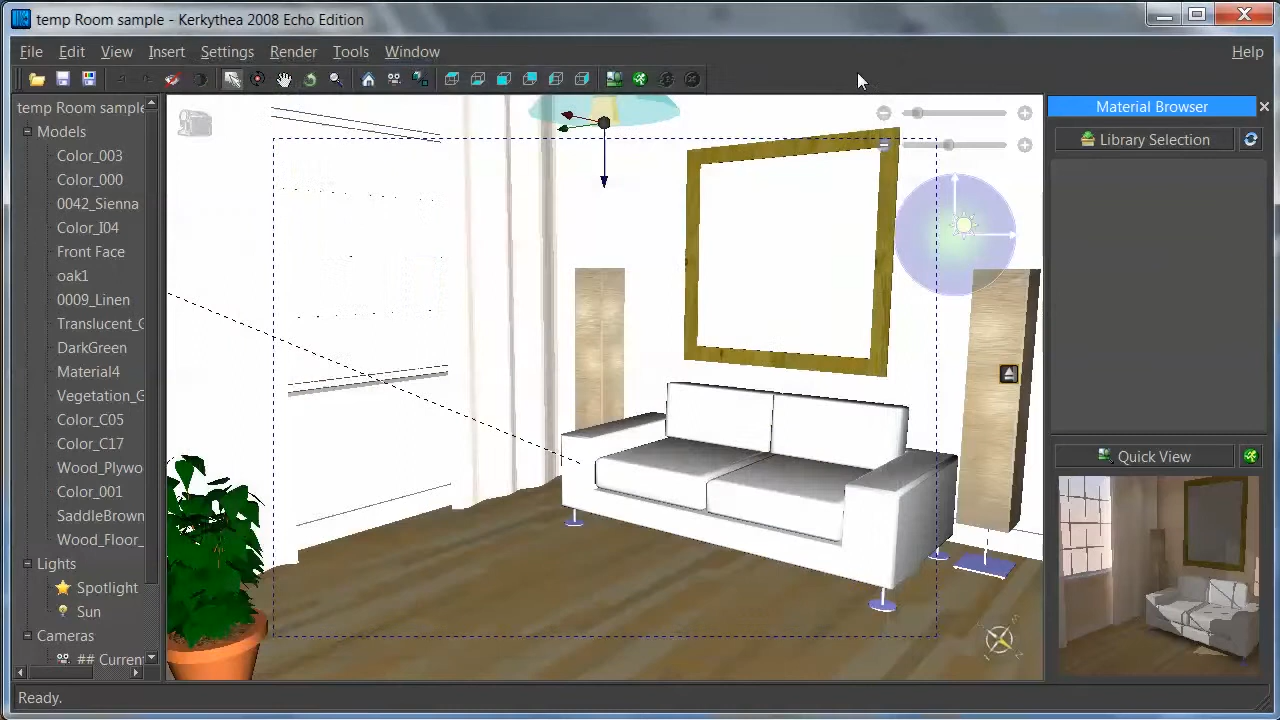 temp Room sample - Kerkythea 2008 Echo Edition
File Edit View Insert Settings Render Tools Window Help
temp Room sample
Models
Color_003
Color_000
0042_Sienna
Color_I04
Front Face
oak1
0009_Linen
Translucent_G
DarkGreen
Material4
Vegetation_G
Color_C05
Color_C17
Wood_Plywo
Color_001
SaddleBrown
Wood_Floor_
Lights
Spotlight
Sun
Cameras
## Curren
Material Browser
Library Selection
Quick View
Ready.